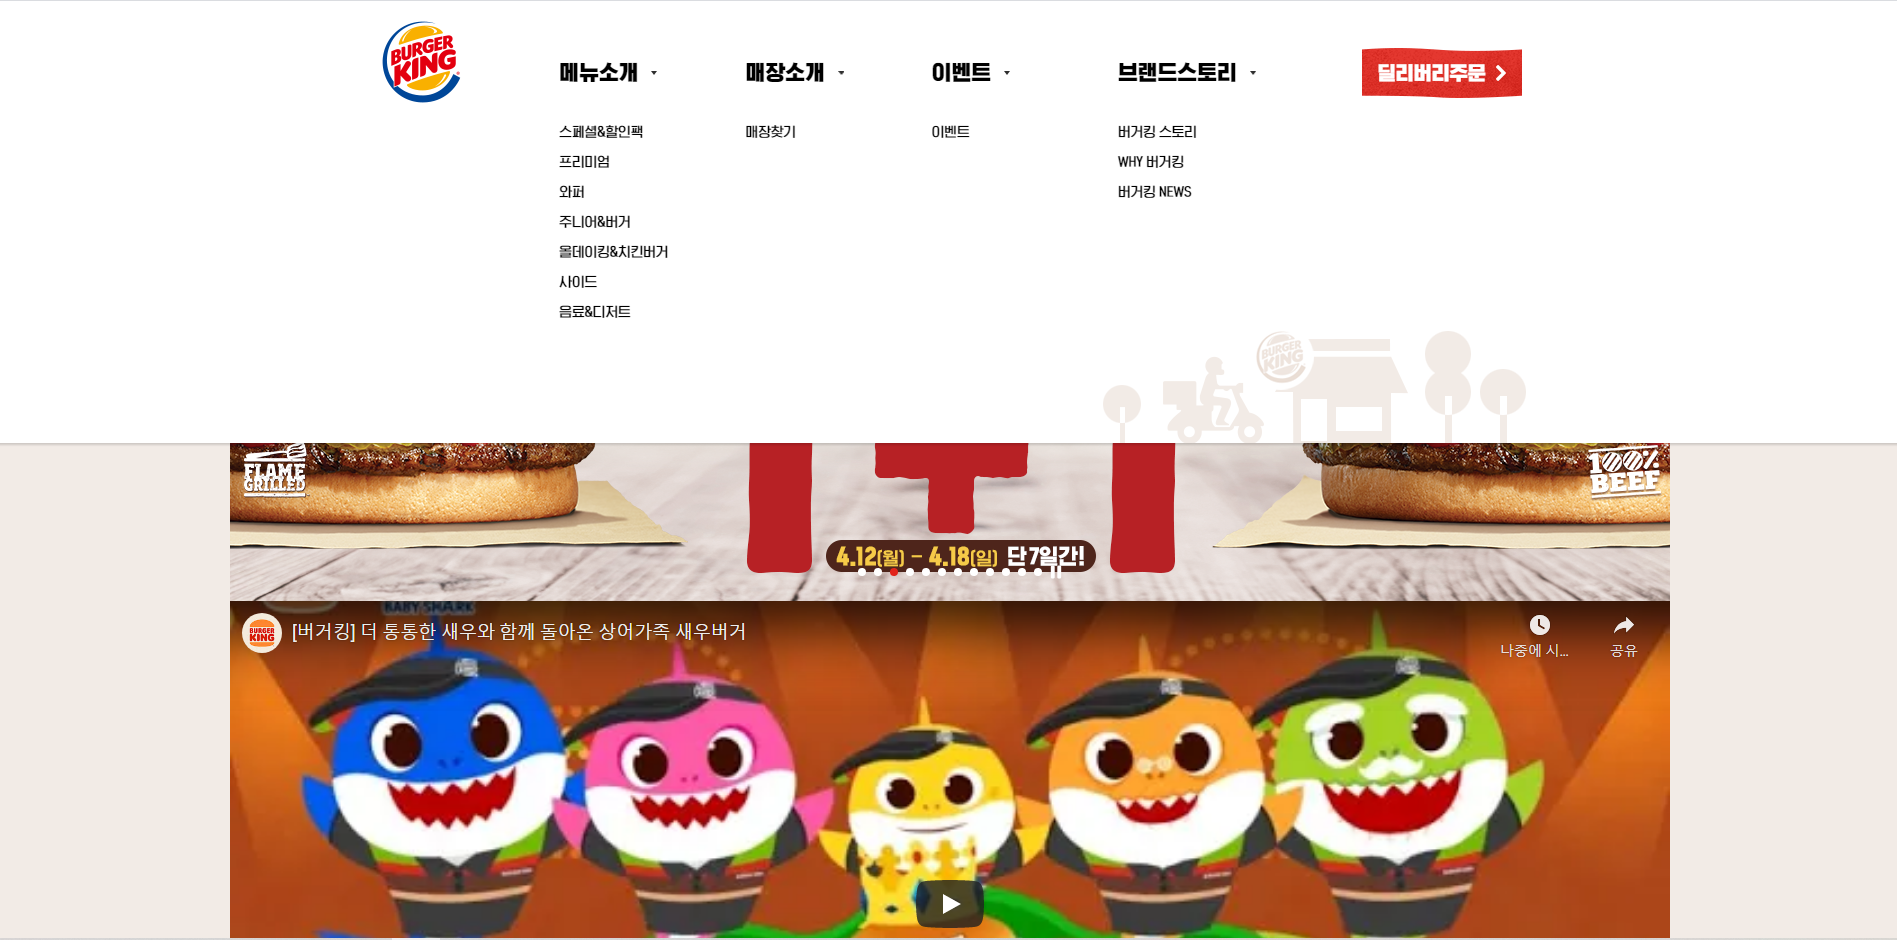 BURGER
KING
메뉴소개
매장소개
이벤트
브랜드스토리
딜리버리주문
스페셜&할인팩
매장찾기
이벤트
버거킹 스토리
프리미엄
WHY 버거킹
와퍼
버거킹 NEWS
주니어&버거
올데이킹&치킨버거
사이드
음료&디저트
BURGER
KING
FLAME
GRILLED
100%
BEEF
4.12(월) – 4.18(일) 단 7일간!
BABY SHARK
BURGER
KING
[버거킹] 더 통통한 새우와 함께 돌아온 상어가족 새우버거
나중에 시...
공유